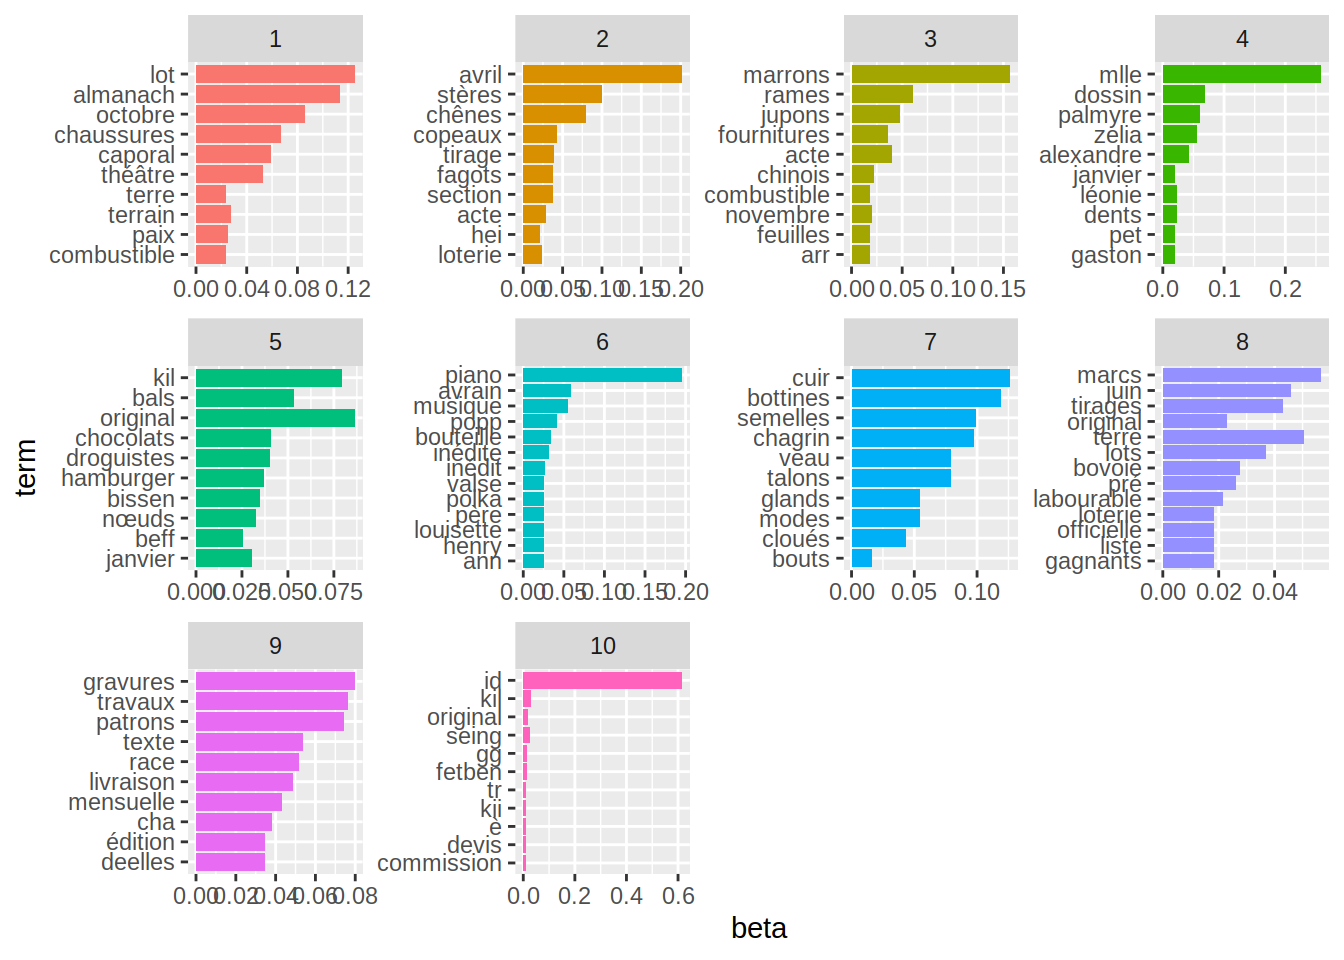 1
lot
almanach
octobre
chaussures
caporal
théâtre
terre
terrain
paix
combustible
0.00 0.04 0.08 0.12
2
avril
stères
chênes
copeaux
tirage
fagots
section
acte
hei
loterie
0.00 0.05 0.10 0.15 0.20
3
marrons
rames
jupons
fournitures
acte
chinois
combustible
novembre
feuilles
arr
0.00 0.05 0.10 0.15
4
mlle
dossin
palmyre
zélia
alexandre
janvier
léonie
dents
pet
gaston
0.0 0.1 0.2
term
5
kil
bals
original
chocolats
droguistes
hamburger
bissen
nœuds
beff
janvier
0.000 0.025 0.050 0.075
6
piano
avrain
musique
popp
bouteille
inédite
inédit
valse
polka
père
louisette
henry
ann
0.00 0.05 0.10 0.15 0.20
7
cuir
bottines
semelles
chagrin
veau
talons
glands
modes
cloués
bouts
0.00 0.05 0.10
8
marcs
juin
tirages
original
terre
lots
bovoie
pré
labourable
loterie
officielle
liste
gagnants
0.00 0.02 0.04
9
gravures
travaux
patrons
texte
race
livraison
mensuelle
cha
édition
deelles
0.00 0.02 0.04 0.06 0.08
10
id
kil
original
seing
gg
fetben
tr
kii
è
devis
commission
0.0 0.2 0.4 0.6
beta